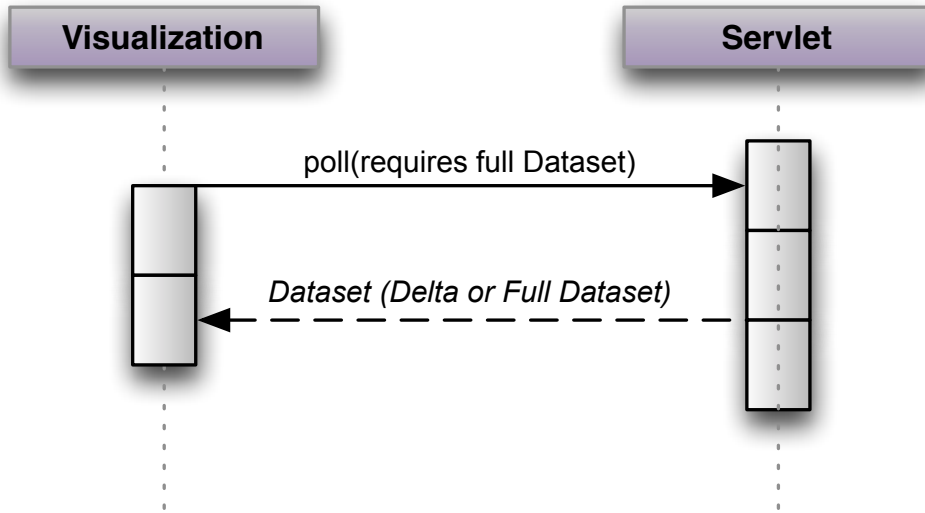 Visualization
Servlet
poll(requires full Dataset)
Dataset (Delta or Full Dataset)